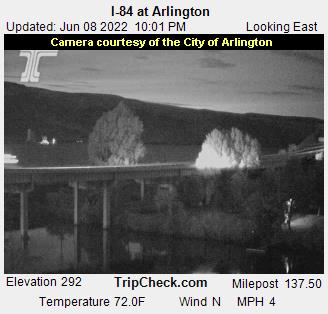 I-84 at Arlington
Updated: Jun 08 2022  10:01 PM  Looking East
Camera courtesy of the City of Arlington
Elevation 292  TripCheck.com  Milepost  137.50
Temperature 72.0F  Wind  N  MPH  4